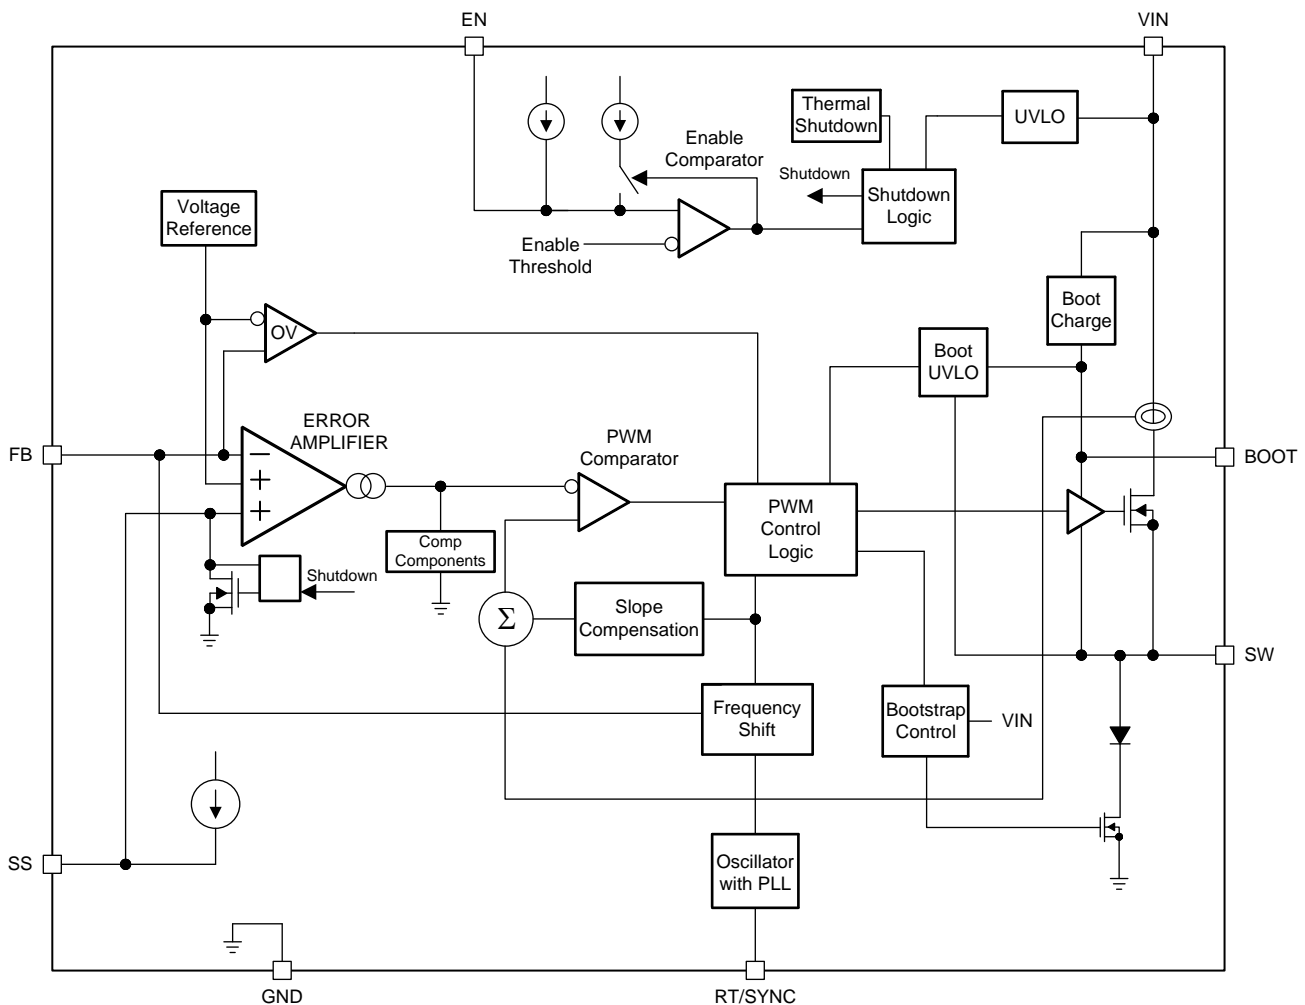 EN
VIN
Thermal
Shutdown
UVLO
Enable
Comparator
Shutdown
Shutdown
Logic
Voltage
Reference
Enable
Threshold
Boot
Charge
OV
Boot
UVLO
ERROR
AMPLIFIER
PWM
Comparator
FB
−
+
+
BOOT
PWM
Control
Logic
Comp
Components
Shutdown
Σ
Slope
Compensation
SW
Frequency
Shift
Bootstrap
Control
VIN
SS
Oscillator
with PLL
GND
RT/SYNC